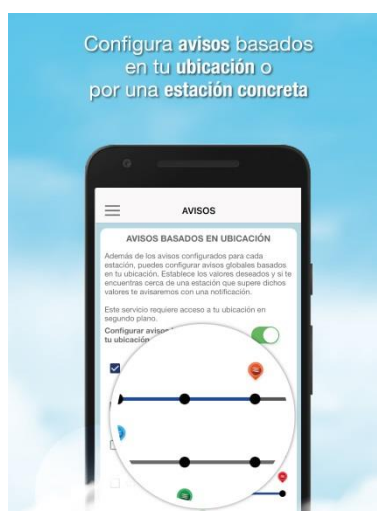 Configura avisos basados
en tu ubicación o
por una estación concreta
AVISOS
AVISOS BASADOS EN UBICACIÓN
Además de los avisos configurados para cada
estación, puedes configurar avisos globales basados
en tu ubicación. Establece los valores deseados y si te
encuentras cerca de una estación que supere dichos
valores te avisaremos con una notificación.
Este servicio requiere acceso a tu ubicación en
segundo plano.
Configurar avisos
tu ubicación